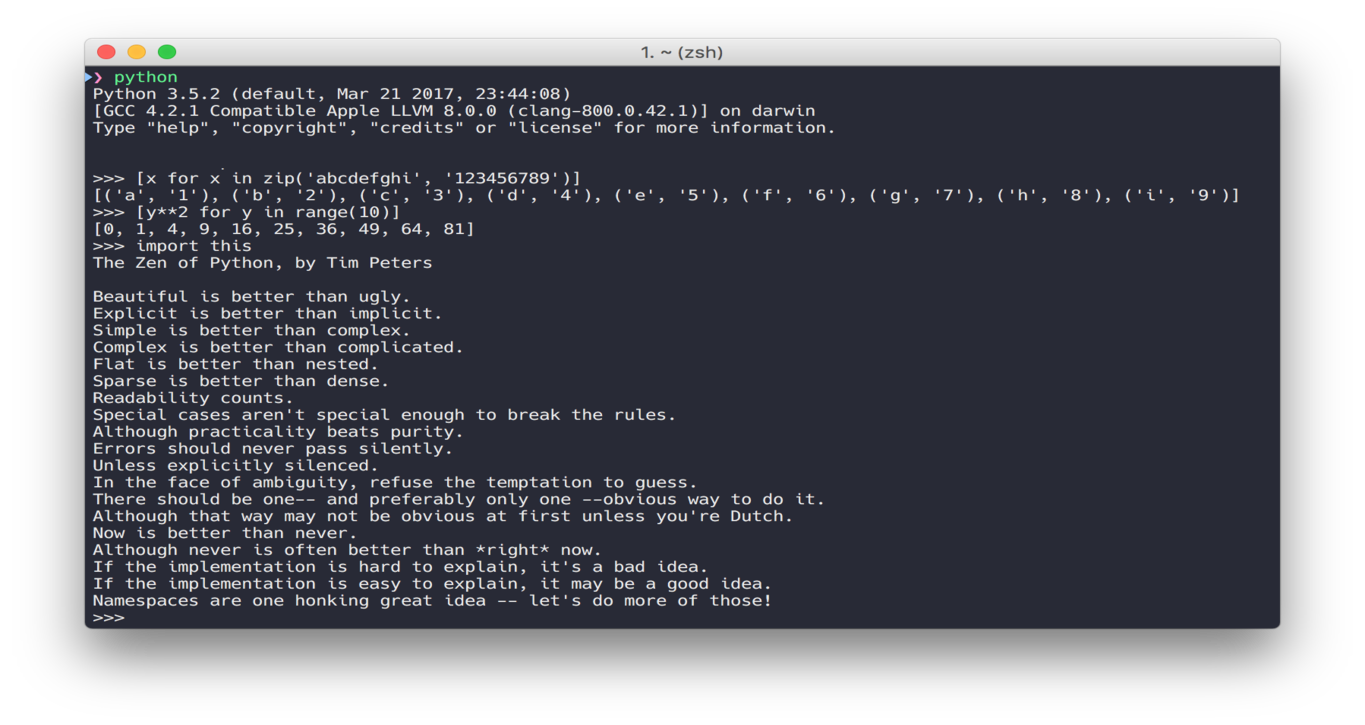 1. ~ (zsh)
❯ python
Python 3.5.2 (default, Mar 21 2017, 23:44:08)
[GCC 4.2.1 Compatible Apple LLVM 8.0.0 (clang-800.0.42.1)] on darwin
Type "help", "copyright", "credits" or "license" for more information.
>>> [x for x in zip('abcdefghi', '123456789')]
[('a', '1'), ('b', '2'), ('c', '3'), ('d', '4'), ('e', '5'), ('f', '6'), ('g', '7'), ('h', '8'), ('i', '9')]
>>> [y**2 for y in range(10)]
[0, 1, 4, 9, 16, 25, 36, 49, 64, 81]
>>> import this
The Zen of Python, by Tim Peters
Beautiful is better than ugly.
Explicit is better than implicit.
Simple is better than complex.
Complex is better than complicated.
Flat is better than nested.
Sparse is better than dense.
Readability counts.
Special cases aren't special enough to break the rules.
Although practicality beats purity.
Errors should never pass silently.
Unless explicitly silenced.
In the face of ambiguity, refuse the temptation to guess.
There should be one-- and preferably only one --obvious way to do it.
Although that way may not be obvious at first unless you're Dutch.
Now is better than never.
Although never is often better than *right* now.
If the implementation is hard to explain, it's a bad idea.
If the implementation is easy to explain, it may be a good idea.
Namespaces are one honking great idea -- let's do more of those!
>>>